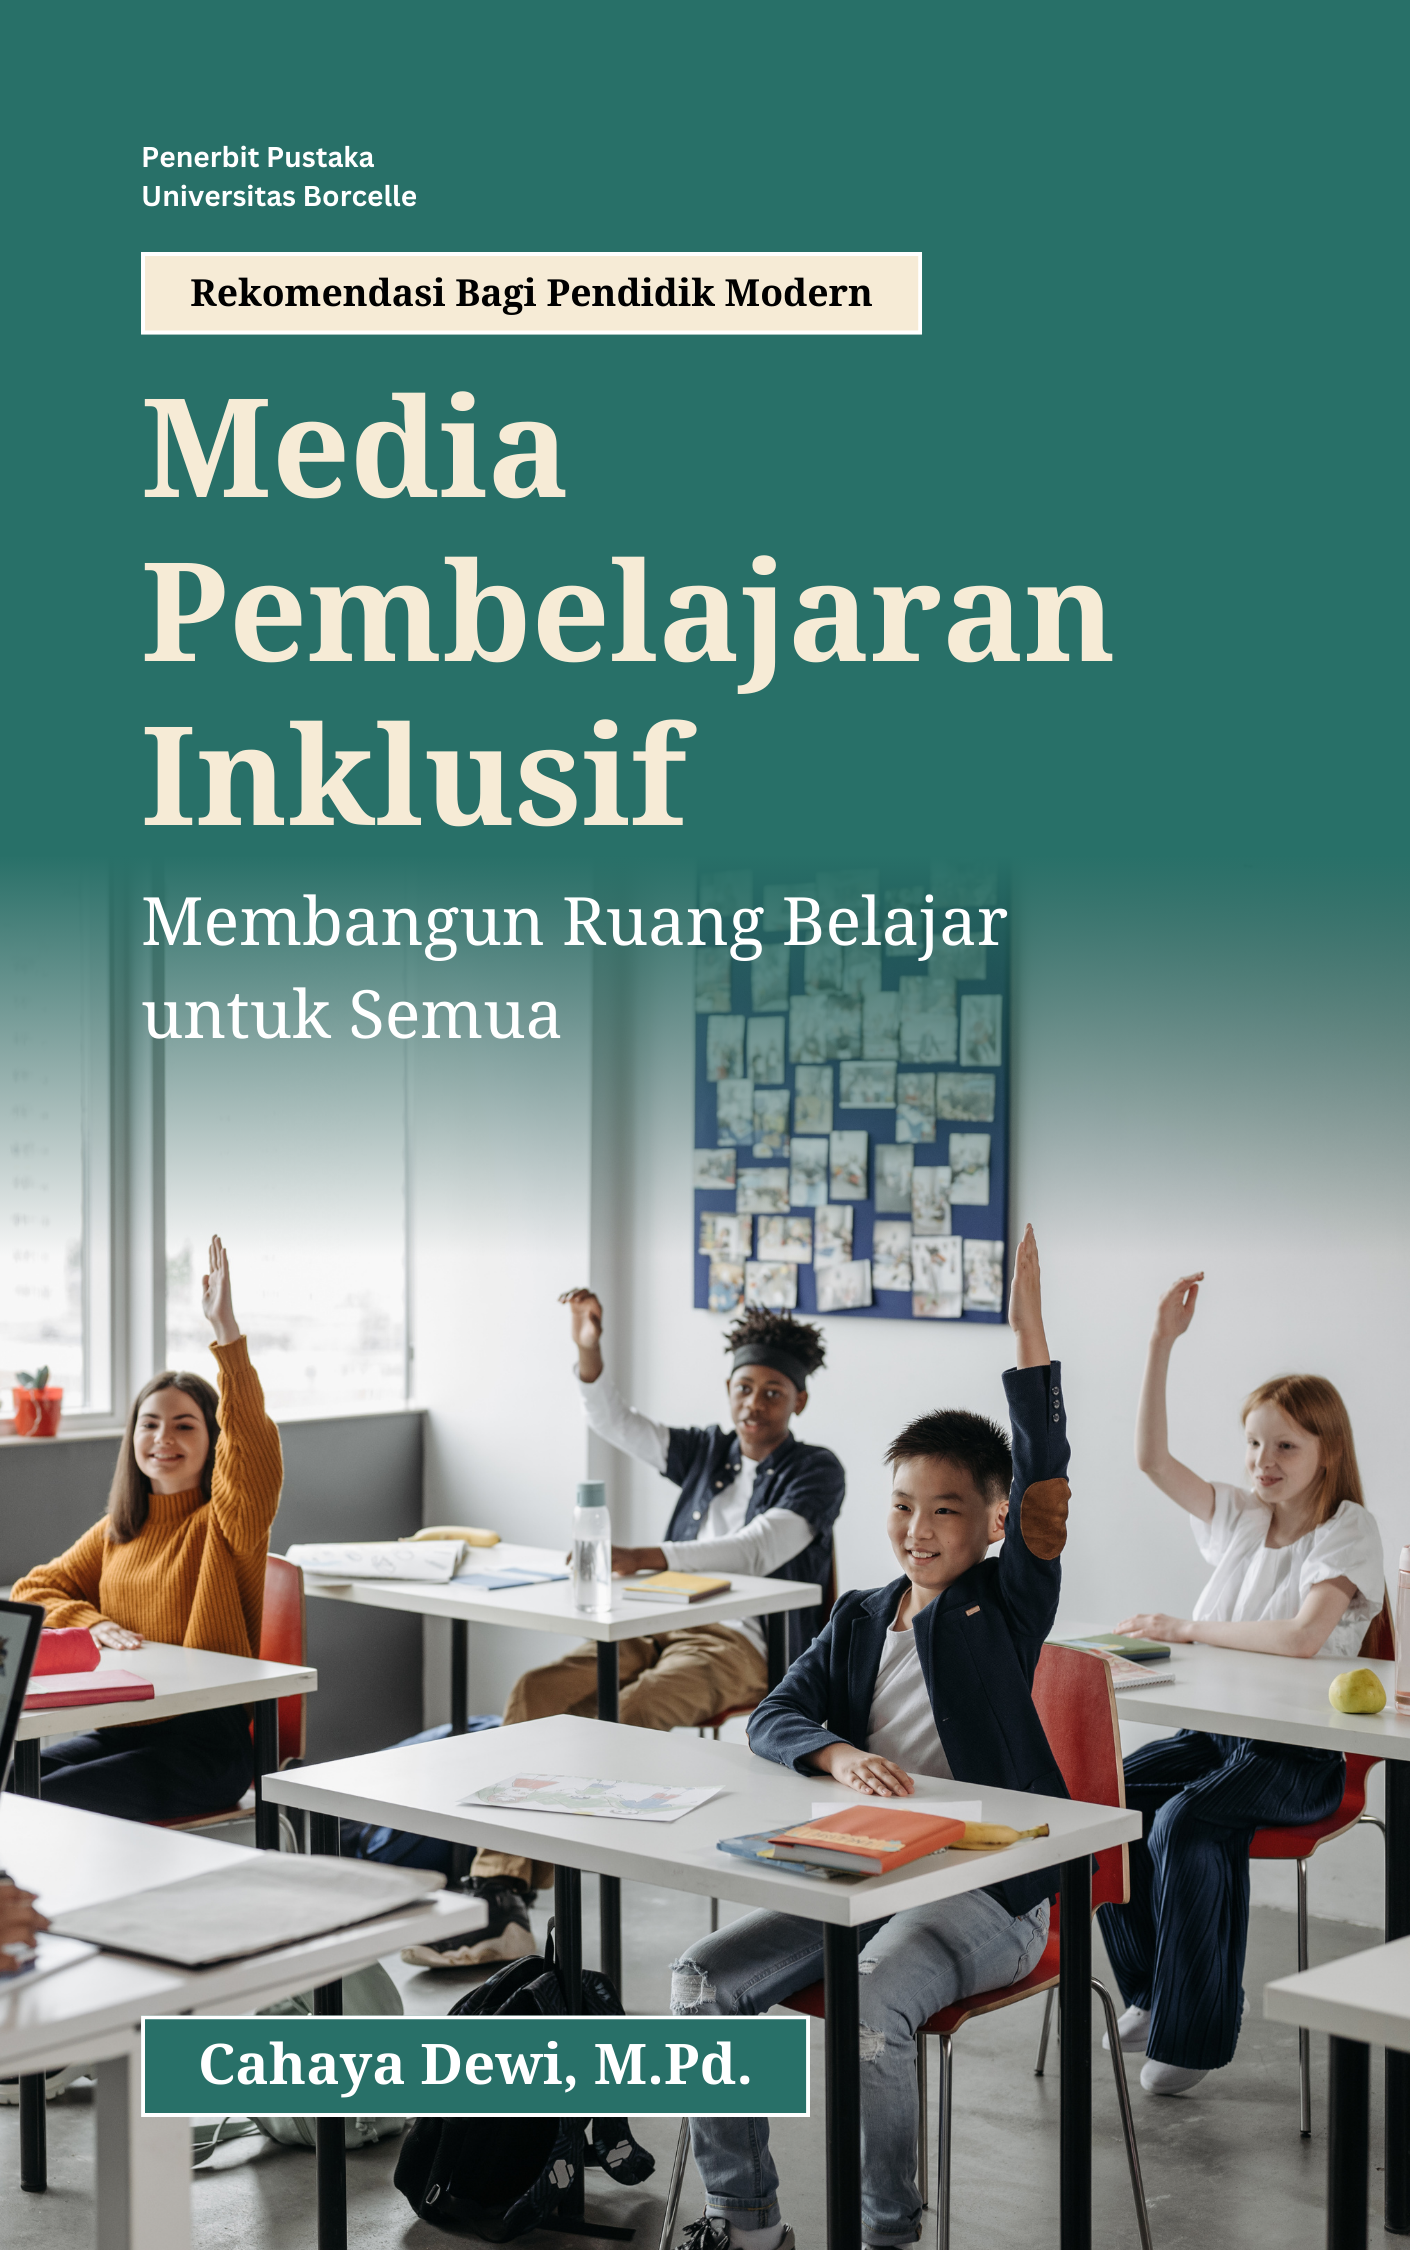 Penerbit Pustaka
Universitas Borcelle
Rekomendasi Bagi Pendidik Modern
Media
Pembelajaran
Inklusif
Membangun Ruang Belajar
untuk Semua
Cahaya Dewi, M.Pd.